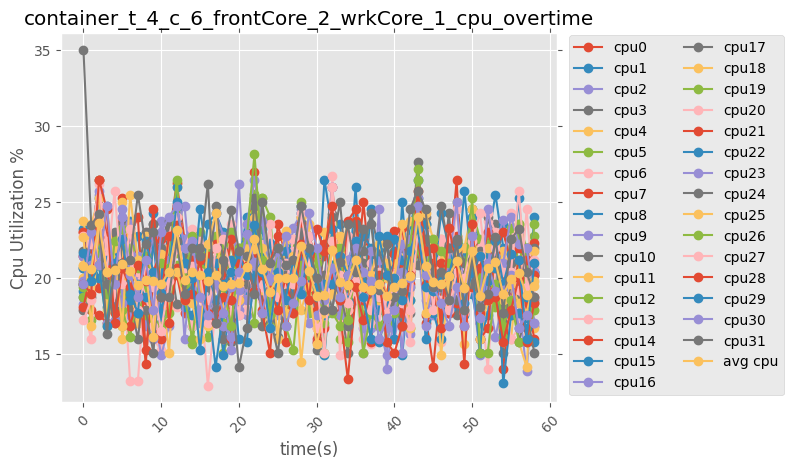 container_t_4_c_6_frontCore_2_wrkCore_1_cpu_overtime
Cpu Utilization %
35
30
25
20
15
0
10
20
30
40
50
60
time(s)
cpu0
cpu1
cpu2
cpu3
cpu4
cpu5
cpu6
cpu7
cpu8
cpu9
cpu10
cpu11
cpu12
cpu13
cpu14
cpu15
cpu16
cpu17
cpu18
cpu19
cpu20
cpu21
cpu22
cpu23
cpu24
cpu25
cpu26
cpu27
cpu28
cpu29
cpu30
cpu31
avg cpu